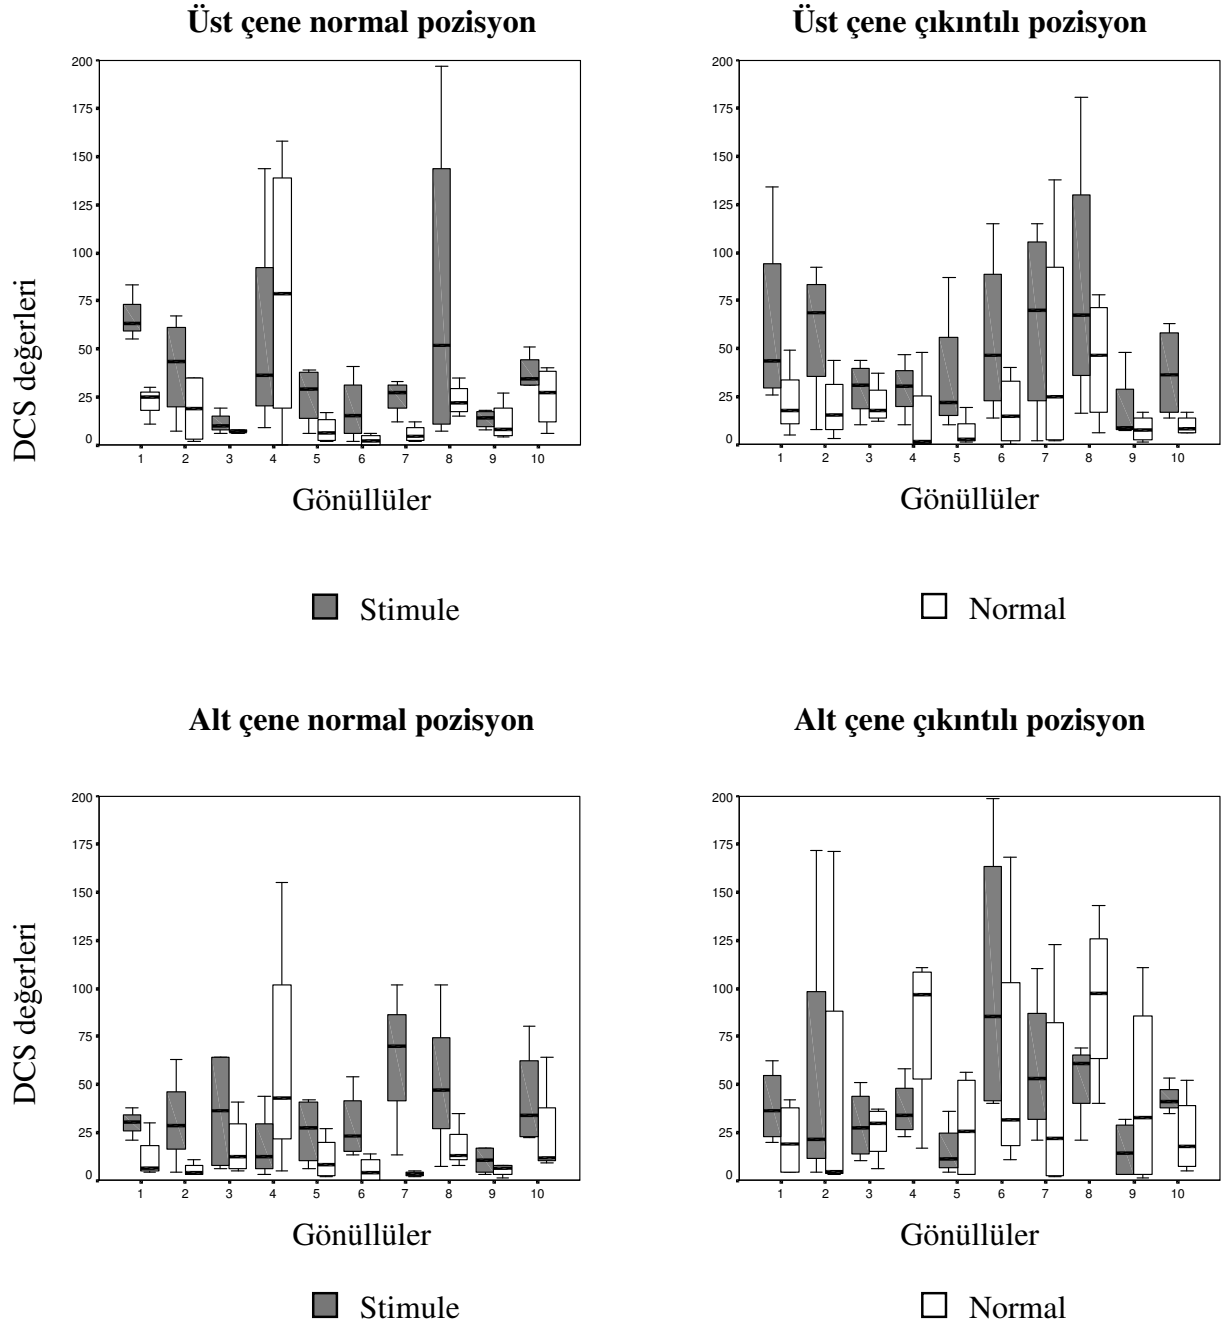 Üst çene normal pozisyon
Üst çene çıkıntılı pozisyon
DCS değerleri
200
175
150
125
100
75
50
25
0
1 2 3 4 5 6 7 8 9 10
Gönüllüler
200
175
150
125
100
75
50
25
0
1 2 3 4 5 6 7 8 9 10
Gönüllüler
Stimule
Normal
Alt çene normal pozisyon
Alt çene çıkıntılı pozisyon
DCS değerleri
200
175
150
125
100
75
50
25
0
1 2 3 4 5 6 7 8 9 10
Gönüllüler
200
175
150
125
100
75
50
25
0
1 2 3 4 5 6 7 8 9 10
Gönüllüler
Stimule
Normal